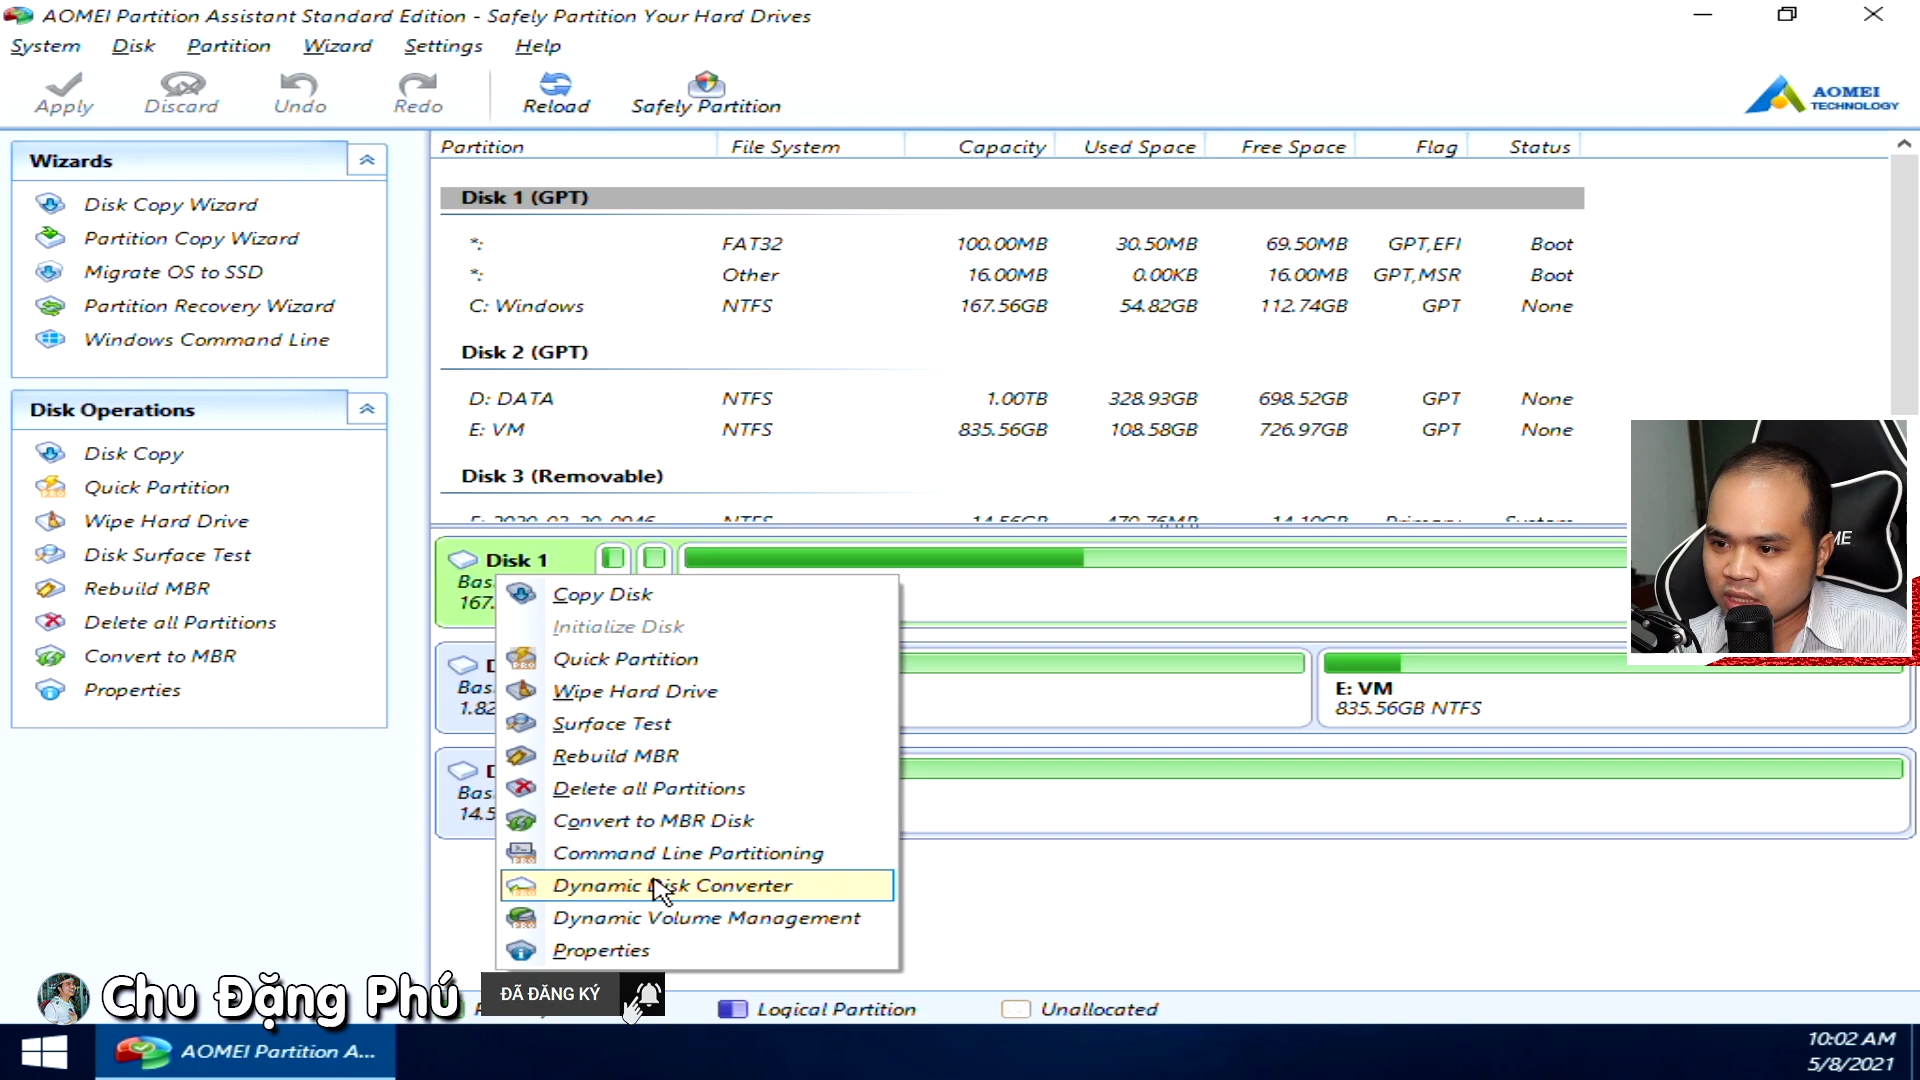 AOMEI Partition Assistant Standard Edition - Safely Partition Your Hard Drives
System Disk Partition Wizard Settings Help
Apply Discard Undo Redo Reload Safely Partition
AOMEI
TECHNOLOGY
Wizards
Disk Copy Wizard
Partition Copy Wizard
Migrate OS to SSD
Partition Recovery Wizard
Windows Command Line
Disk Operations
Disk Copy
Quick Partition
Wipe Hard Drive
Disk Surface Test
Rebuild MBR
Delete all Partitions
Convert to MBR
Properties
Partition File System Capacity Used Space Free Space Flag Status
Disk 1 (GPT)
*: FAT32 100.00MB 30.50MB 69.50MB GPT,EFI Boot
*: Other 16.00MB 0.00KB 16.00MB GPT,MSR Boot
C: Windows NTFS 167.56GB 54.82GB 112.74GB GPT None
Disk 2 (GPT)
D: DATA NTFS 1.00TB 328.93GB 698.52GB GPT None
E: VM NTFS 835.56GB 108.58GB 726.97GB GPT None
Disk 3 (Removable)
Disk 1
Bas
167.
Bas
1.82
E: VM
835.56GB NTFS
Bas
14.5
Copy Disk
Initialize Disk
Quick Partition
Wipe Hard Drive
Surface Test
Rebuild MBR
Delete all Partitions
Convert to MBR Disk
Command Line Partitioning
Dynamic Disk Converter
Dynamic Volume Management
Properties
Logical Partition Unallocated
Chu Đặng Phú
ĐÃ ĐĂNG KÝ
AOMEI Partition A...
10:02 AM
5/8/2021